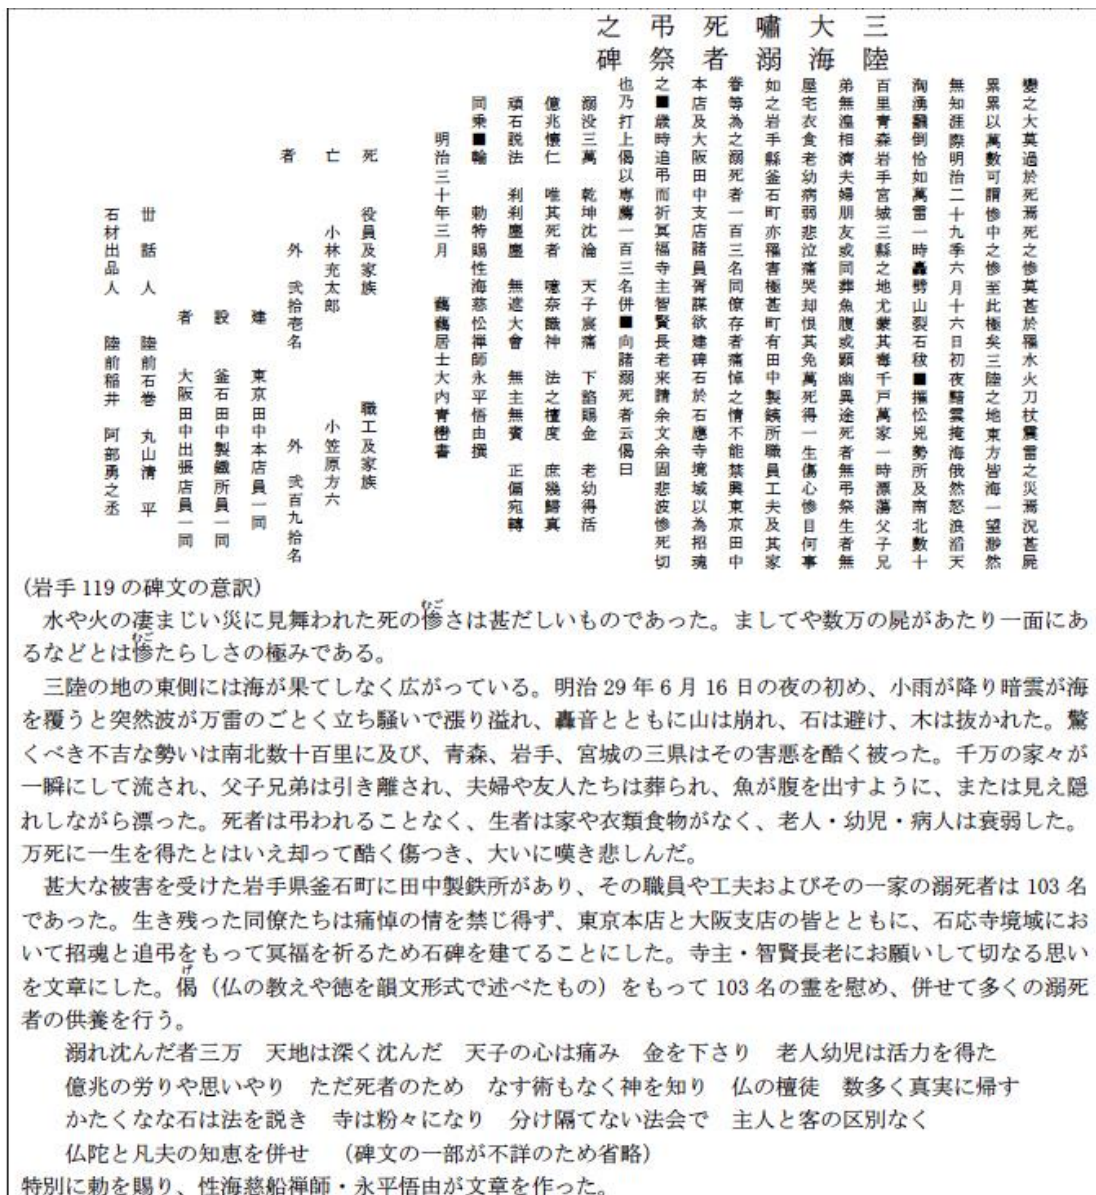 三陸
大海
嘯溺
死者
弔祭
之碑
變之大莫過於死焉死之惨莫甚於罹水火刀杖震雷之災焉況甚屍
累累以萬數可謂惨中之惨至此極矣三陸之地東方皆海一望渺然
無知涯際明治二十九季六月十六日初夜黯雲掩海俄然怒浪滔天
洶湧飜倒恰如萬雷一時轟劈山裂石秡■摧忪兇勢所及南北數十
百里青森岩手宮城三縣之地尤蒙其毒千戸萬家一時漂蕩父子兄
弟無湟相濟夫婦朋友或同葬魚腹或顕幽異途死者無弔祭生者無
屋宅衣食老幼病弱悲泣痛哭却恨其免萬死得一生傷心惨目何事
如之岩手縣釜石町亦罹害極甚町有田中製鉄所職員工夫及其家
眷等為之溺死者一百三名同僚存者痛悼之情不能禁興東京田中
本店及大阪田中支店諸員胥謀欲建碑石於石應寺境域以為招魂
之■歳時追弔而祈冥福寺主智賢長老来請余文余固悲波惨死切
也乃打上偈以専薦一百三名併■向諸溺死者云偈曰
溺没三萬 乾坤沈淪 天子宸痛 下詔賜金 老幼得活
億兆懐仁 唯其死者 噫奈識神 法之檀度 庶幾歸真
頑石説法 刹刹塵塵 無遮大會 無主無賓 正偏宛轉
同乗■輪 勅特賜性海慈忪禅師永平悟由撰
明治三十年三月 藹藹居士大内青巒書
死 役員及家族 職工及家族
亡 小林充太郎 小笠原方六
者 外 弐拾壱名 外 弐百九拾名
建 東京田中本店員一同
設 釜石田中製鐵所員一同
者 大阪田中出張店員一同
丗話人 陸前石巻 丸山清平
石材出品人 陸前稲井 阿部勇之丞
(岩手 119 の碑文の意訳)
水や火の凄まじい災に見舞われた死の惨(むご)さは甚だしいものであった。ましてや数万の屍があたり一面にあ
るなどとは惨(むご)たらしさの極みである。
三陸の地の東側には海が果てしなく広がっている。明治 29 年 6 月 16 日の夜の初め、小雨が降り暗雲が海
を覆うと突然波が万雷のごとく立ち騒いで漲り溢れ、轟音とともに山は崩れ、石は避け、木は抜かれた。驚
くべき不吉な勢いは南北数十百里に及び、青森、岩手、宮城の三県はその害悪を酷く被った。千万の家々が
一瞬にして流され、父子兄弟は引き離され、夫婦や友人たちは葬られ、魚が腹を出すように、または見え隠
れしながら漂った。死者は弔われることなく、生者は家や衣類食物がなく、老人・幼児・病人は衰弱した。
万死に一生を得たとはいえ却って酷く傷つき、大いに嘆き悲しんだ。
甚大な被害を受けた岩手県釜石町に田中製鉄所があり、その職員や工夫およびその一家の溺死者は 103 名
であった。生き残った同僚たちは痛悼の情を禁じ得ず、東京本店と大阪支店の皆とともに、石応寺境域にお
いて招魂と追弔をもって冥福を祈るため石碑を建てることにした。寺主・智賢長老にお願いして切なる思い
を文章にした。偈(げ)（仏の教えや徳を韻文形式で述べたもの）をもって 103 名の霊を慰め、併せて多くの溺死
者の供養を行う。
溺れ沈んだ者三万 天地は深く沈んだ 天子の心は痛み 金を下さり 老人幼児は活力を得た
億兆の労りや思いやり ただ死者のため なす術もなく神を知り 仏の檀徒 数多く真実に帰す
かたくなな石は法を説き 寺は粉々になり 分け隔てない法会で 主人と客の区別なく
仏陀と凡夫の知恵を併せ （碑文の一部が不詳のため省略）
特別に勅を賜り、性海慈船禅師・永平悟由が文章を作った。